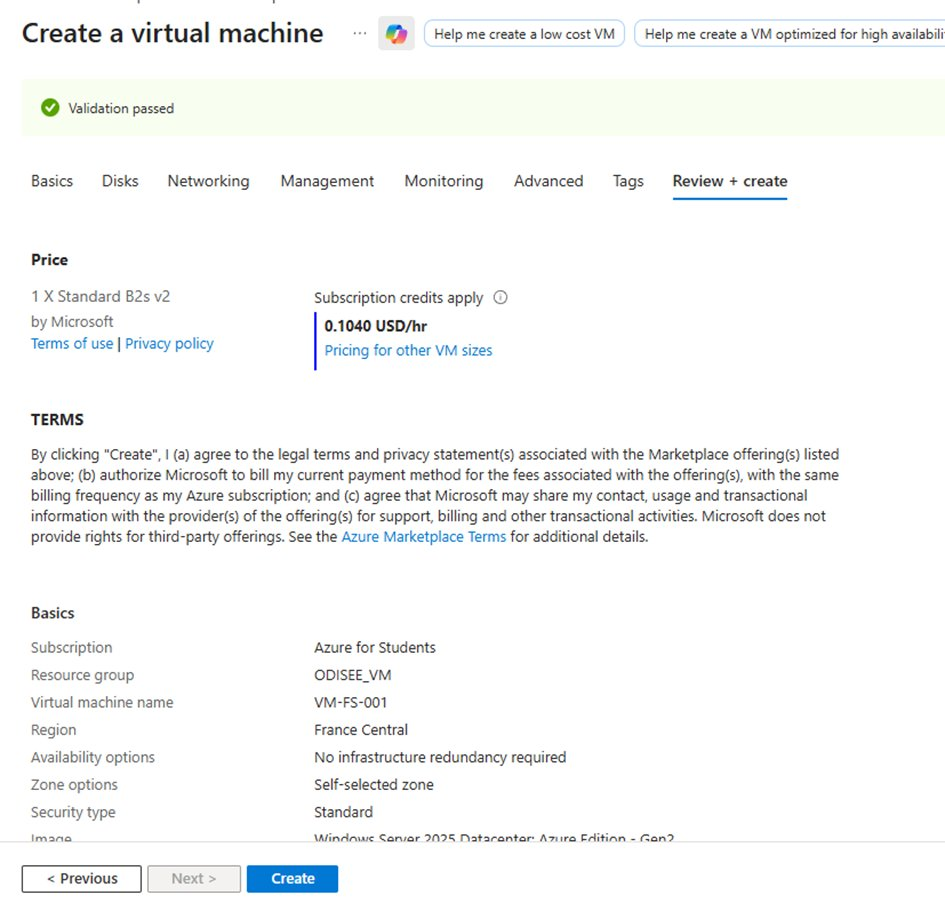 Create a virtual machine
...
Help me create a low cost VM
Help me create a VM optimized for high availabili
Validation passed
Basics
Disks
Networking
Management
Monitoring
Advanced
Tags
Review + create
Price
1 X Standard B2s v2
by Microsoft
Terms of use | Privacy policy
Subscription credits apply
0.1040 USD/hr
Pricing for other VM sizes
TERMS
By clicking "Create", I (a) agree to the legal terms and privacy statement(s) associated with the Marketplace offering(s) listed
above; (b) authorize Microsoft to bill my current payment method for the fees associated with the offering(s), with the same
billing frequency as my Azure subscription; and (c) agree that Microsoft may share my contact, usage and transactional
information with the provider(s) of the offering(s) for support, billing and other transactional activities. Microsoft does not
provide rights for third-party offerings. See the Azure Marketplace Terms for additional details.
Basics
Subscription Azure for Students
Resource group ODISEE_VM
Virtual machine name VM-FS-001
Region France Central
Availability options No infrastructure redundancy required
Zone options Self-selected zone
Security type Standard
Image Windows Server 2025 Datacenter: Azure Edition - Gen2
< Previous
Next >
Create